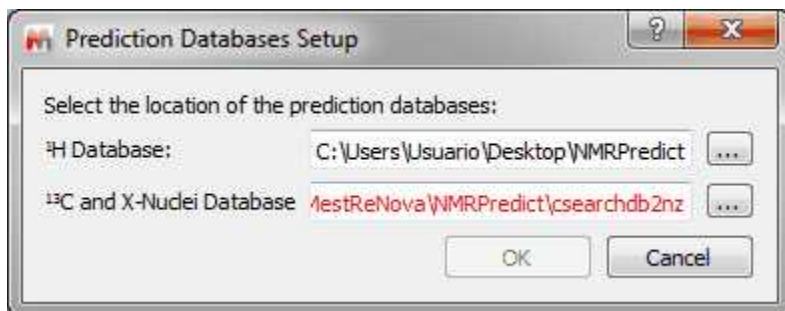 Prediction Databases Setup
Select the location of the prediction databases:
¹H Database: C:\Users\Usuario\Desktop\NMRPredict ...
¹³C and X-Nuclei Database MestReNova\NMRPredict\csearchdb2nz ...
OK Cancel